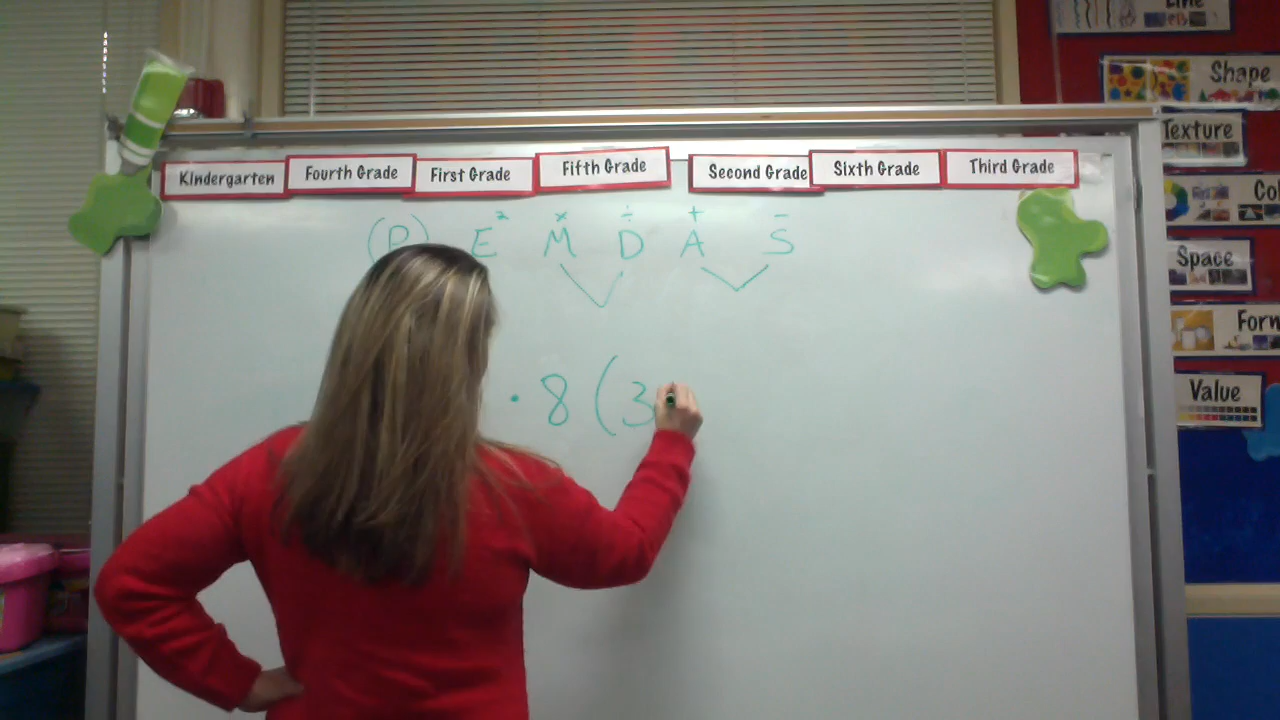 Line
Shape
Texture
Space
Value
Kindergarten Fourth Grade First Grade Fifth Grade Second Grade Sixth Grade Third Grade
² × ÷ + −
(P) E M D A S
· 8 (3